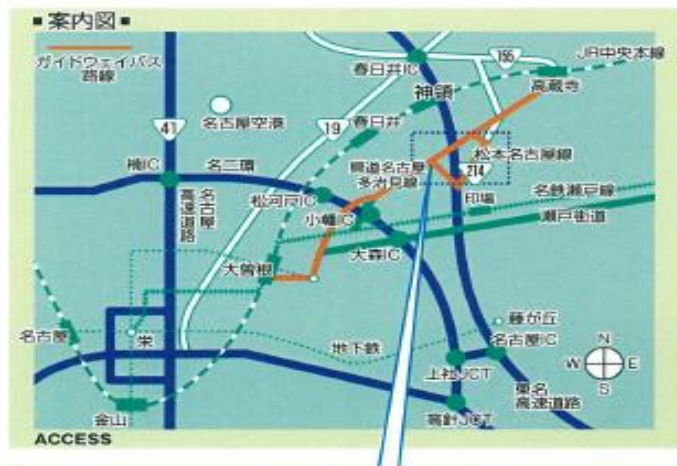 ■ 案内図 ■
ガイドウェイバス
路線
195
JR中央本線
春日井IC
高蔵寺
神領
41
名古屋空港
19
春日井
松本名古屋線
楠IC
名二環
県道名古屋
多治見線
214
印場
名鉄瀬戸線
名古屋
高速道路
松河戸IC
小幡IC
瀬戸街道
大森IC
大曽根
藤が丘
名古屋
栄
地下鉄
名古屋IC
N
W
E
S
上社JCT
東名
高速道路
金山
高針JCT
ACCESS